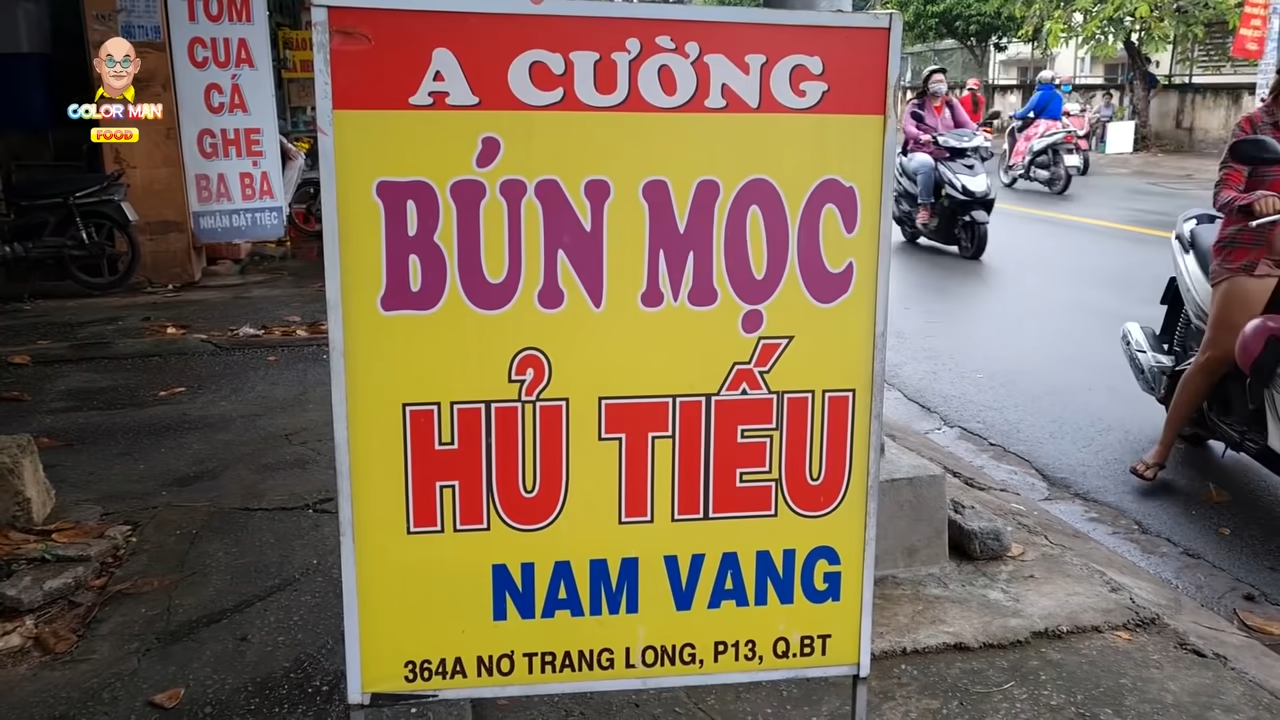 COLOR MAN
FOOD
TÔM
CUA
CÁ
GHẸ
BA BA
NHẬN ĐẶT TIỆC
A CƯỜNG
BÚN MỌC
HỦ TIẾU
NAM VANG
364A NƠ TRANG LONG, P13, Q.BT